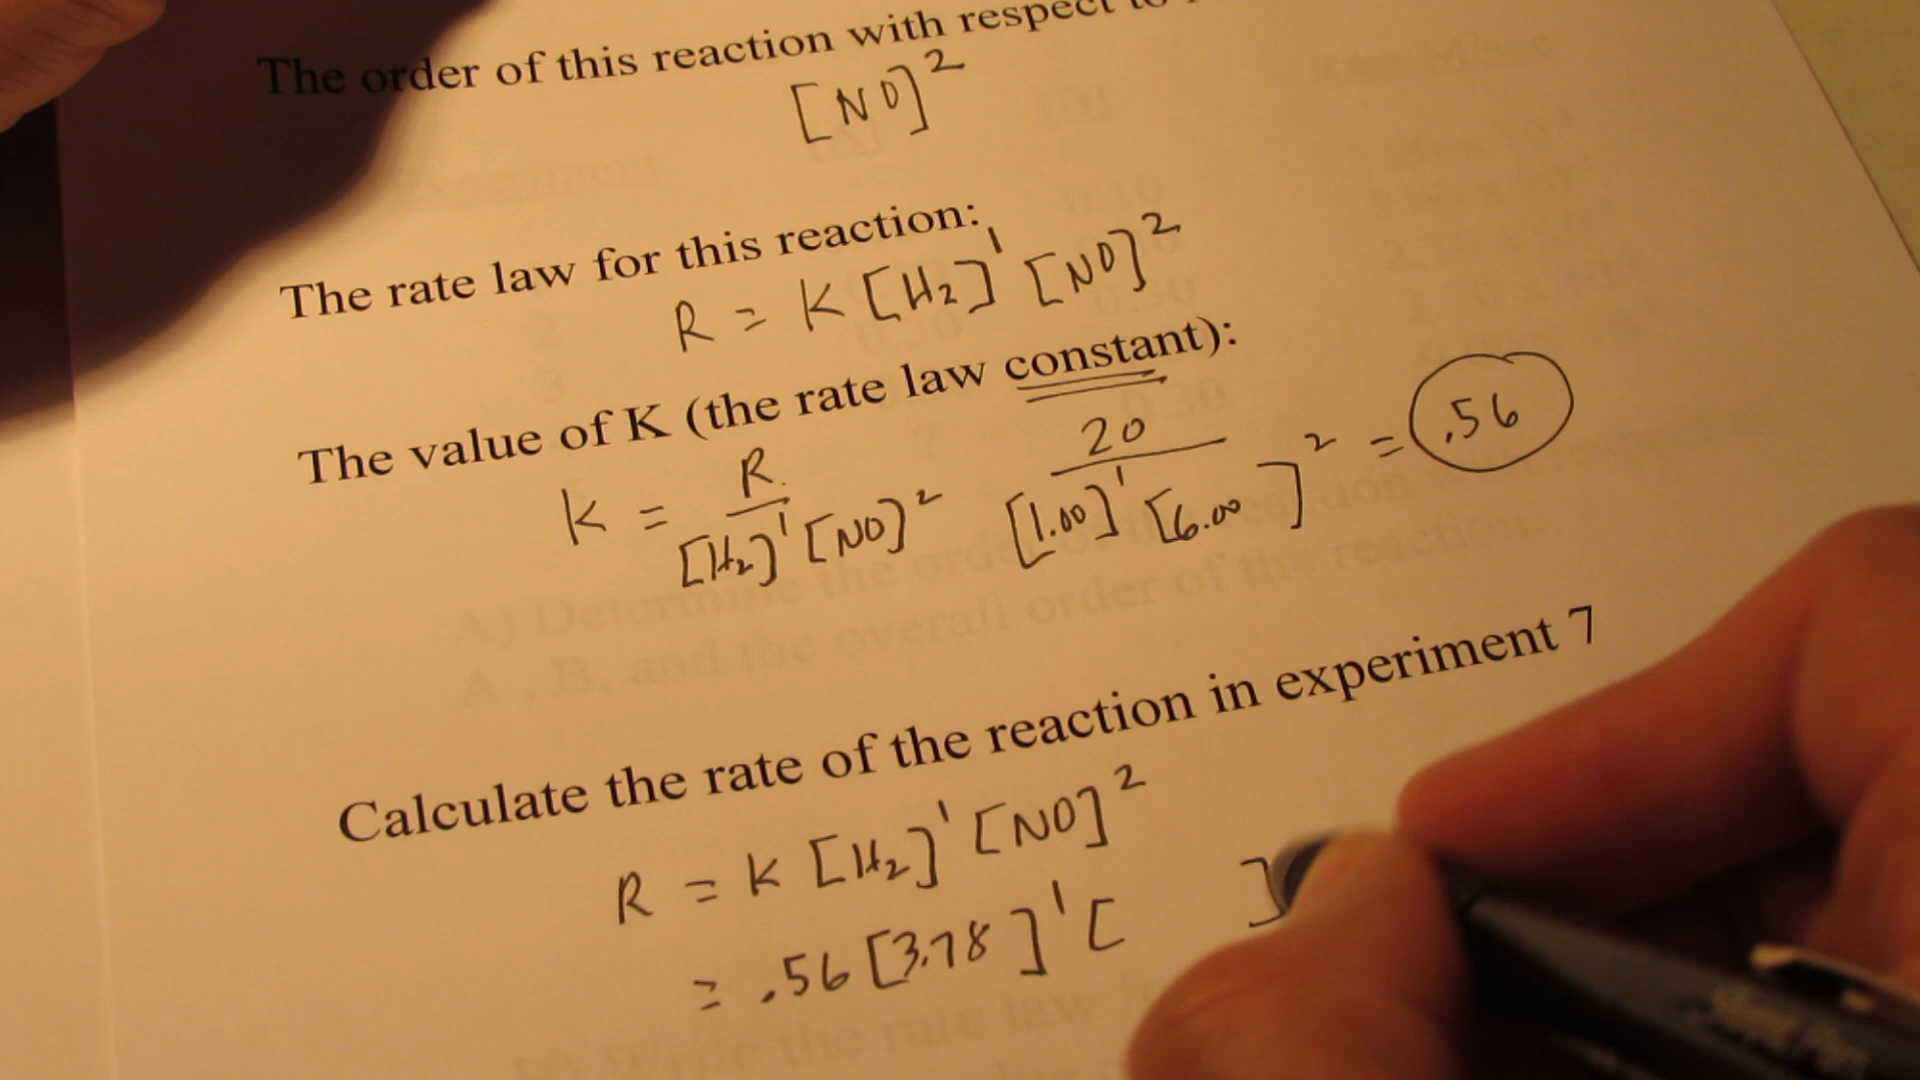 The order of this reaction with respect to
[NO]²
The rate law for this reaction:
R = K [H₂]¹ [NO]²
The value of K (the rate law constant):
K = R / [H₂]¹ [NO]² 20 / [1.00]¹ [6.00 ]² = .56
Calculate the rate of the reaction in experiment 7
R = K [H₂]¹ [NO]²
= .56 [3.78 ]¹ [ ]